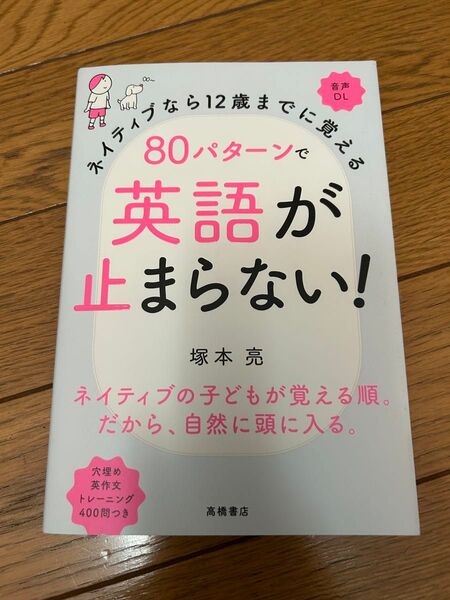 音声
DL
ネイティブなら12歳までに覚える
80パターンで
英語が
止まらない!
塚本 亮
ネイティブの子どもが覚える順。
だから、自然に頭に入る。
穴埋め
英作文
トレーニング
400問つき
高橋書店